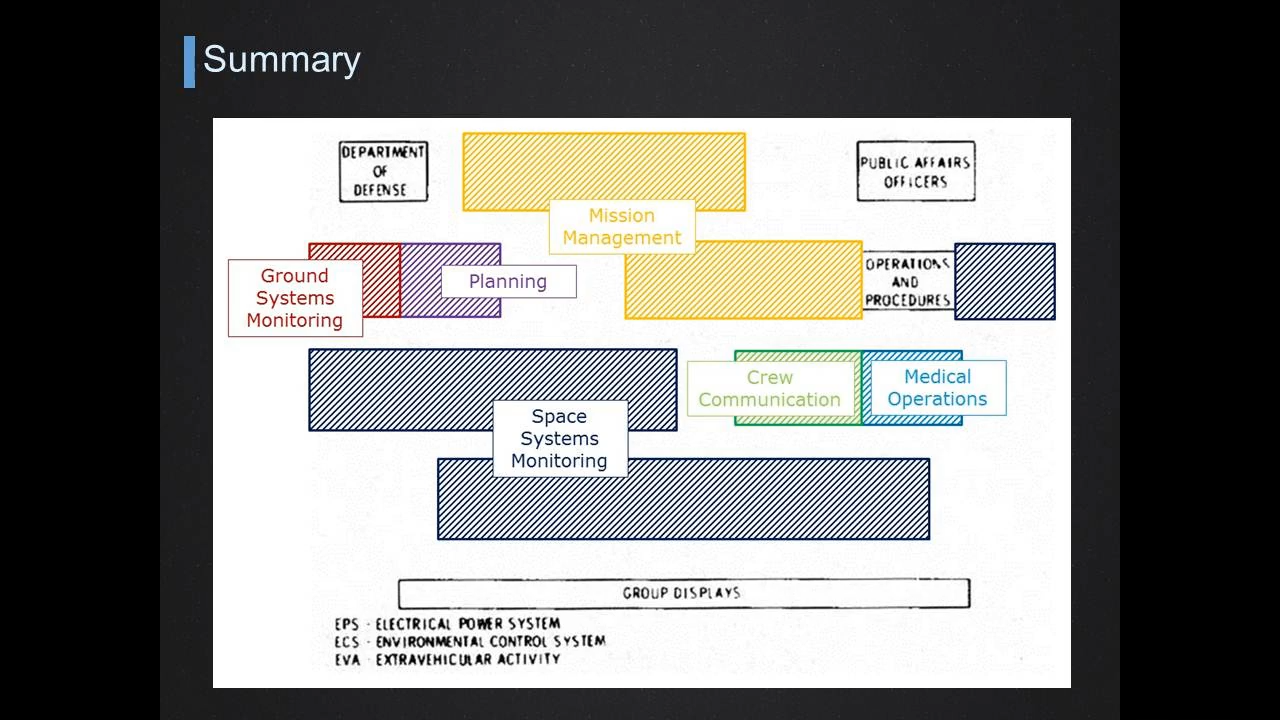 Summary
DEPARTMENT
OF
DEFENSE
PUBLIC AFFAIRS
OFFICERS
Mission
Management
Ground
Systems
Monitoring
Planning
OPERATIONS
AND
PROCEDURES
Crew
Communication
Medical
Operations
Space
Systems
Monitoring
GROUP DISPLAYS
EPS - ELECTRICAL POWER SYSTEM
ECS - ENVIRONMENTAL CONTROL SYSTEM
EVA - EXTRAVEHICULAR ACTIVITY